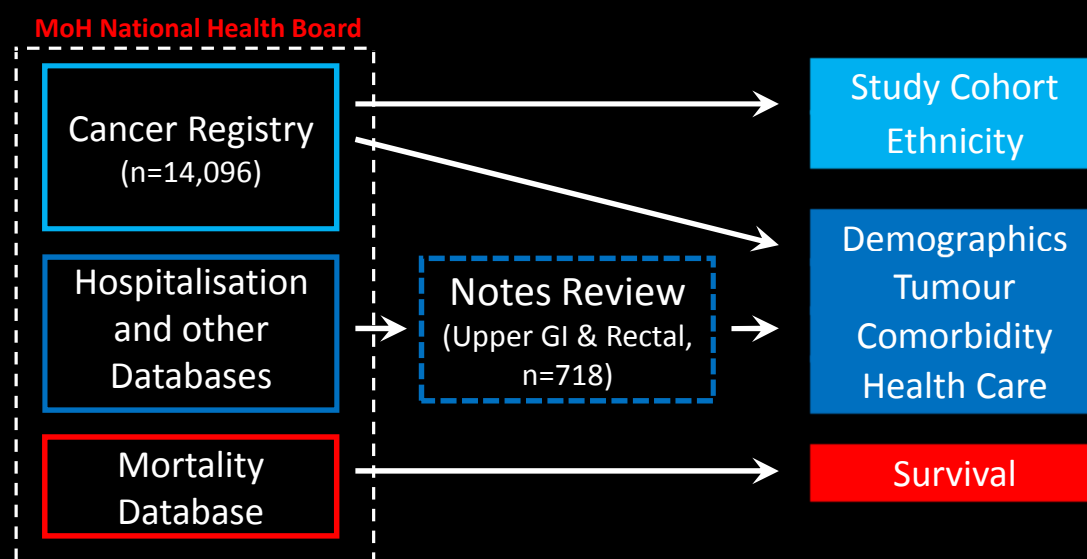 MoH National Health Board
Cancer Registry
(n=14,096)
Hospitalisation
and other
Databases
Mortality
Database
Notes Review
(Upper GI & Rectal,
n=718)
Study Cohort
Ethnicity
Demographics
Tumour
Comorbidity
Health Care
Survival